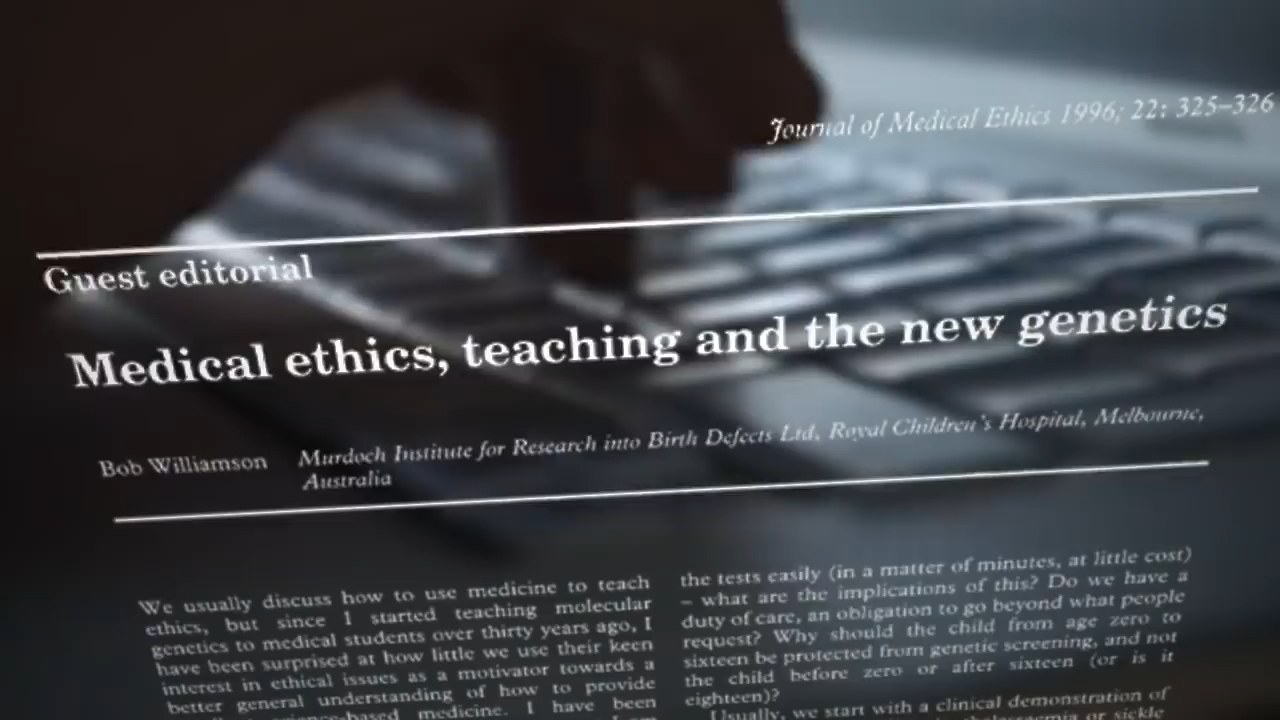 Journal of Medical Ethics 1996; 22: 325–326
Guest editorial
Medical ethics, teaching and the new genetics
Bob Williamson
Murdoch Institute for Research into Birth Defects Ltd, Royal Children's Hospital, Melbourne,
Australia
We usually discuss how to use medicine to teach
ethics, but since I started teaching molecular
genetics to medical students over thirty years ago, I
have been surprised at how little we use their keen
interest in ethical issues as a motivator towards a
better general understanding of how to provide
medicine. I have been
the tests easily (in a matter of minutes, at little cost)
– what are the implications of this? Do we have a
duty of care, an obligation to go beyond what people
request? Why should the child from age zero to
sixteen be protected from genetic screening, and not
the child before zero or after sixteen (or is it
eighteen)?
Usually, we start with a clinical demonstration of
or sickle